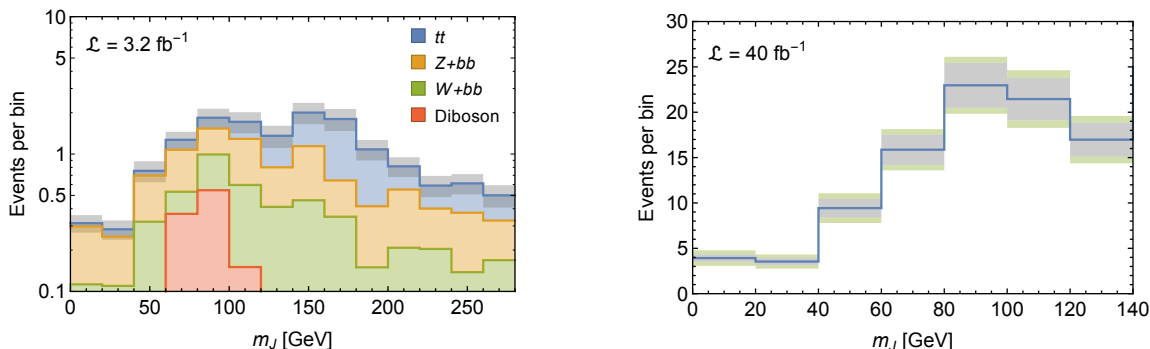 ℒ = 3.2 fb⁻¹
tt
Z+bb
W+bb
Diboson
Events per bin
10
1
0.5
0.1
0 50 100 150 200 250
m_J [GeV]
ℒ = 40 fb⁻¹
Events per bin
30
25
20
15
10
5
0
0 20 40 60 80 100 120 140
m_J [GeV]